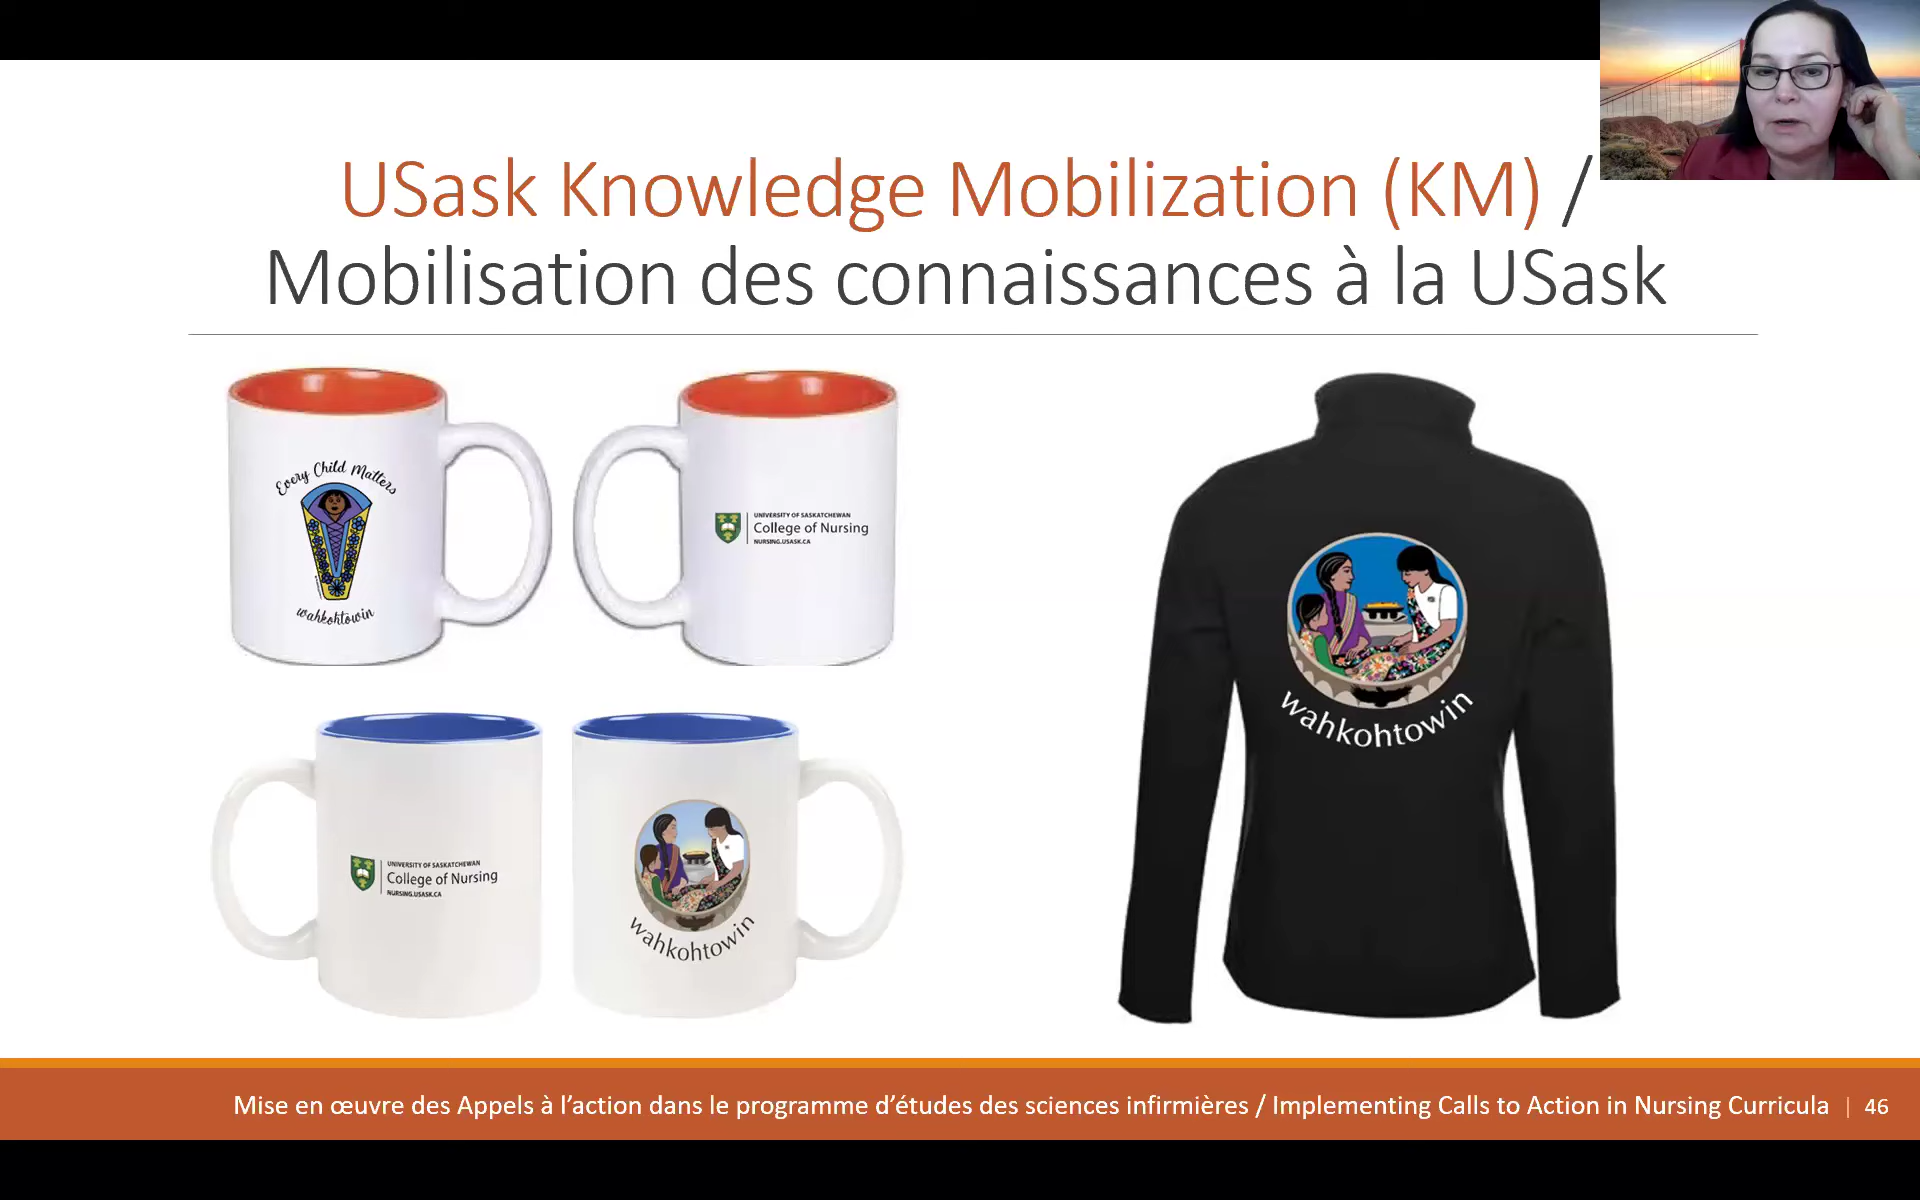 USask Knowledge Mobilization (KM) /
Mobilisation des connaissances à la USask
Every Child Matters
wahkohtowin
UNIVERSITY OF SASKATCHEWAN
College of Nursing
NURSING.USASK.CA
UNIVERSITY OF SASKATCHEWAN
College of Nursing
NURSING.USASK.CA
wahkohtowin
wahkohtowin
Mise en œuvre des Appels à l’action dans le programme d’études des sciences infirmières / Implementing Calls to Action in Nursing Curricula | 46